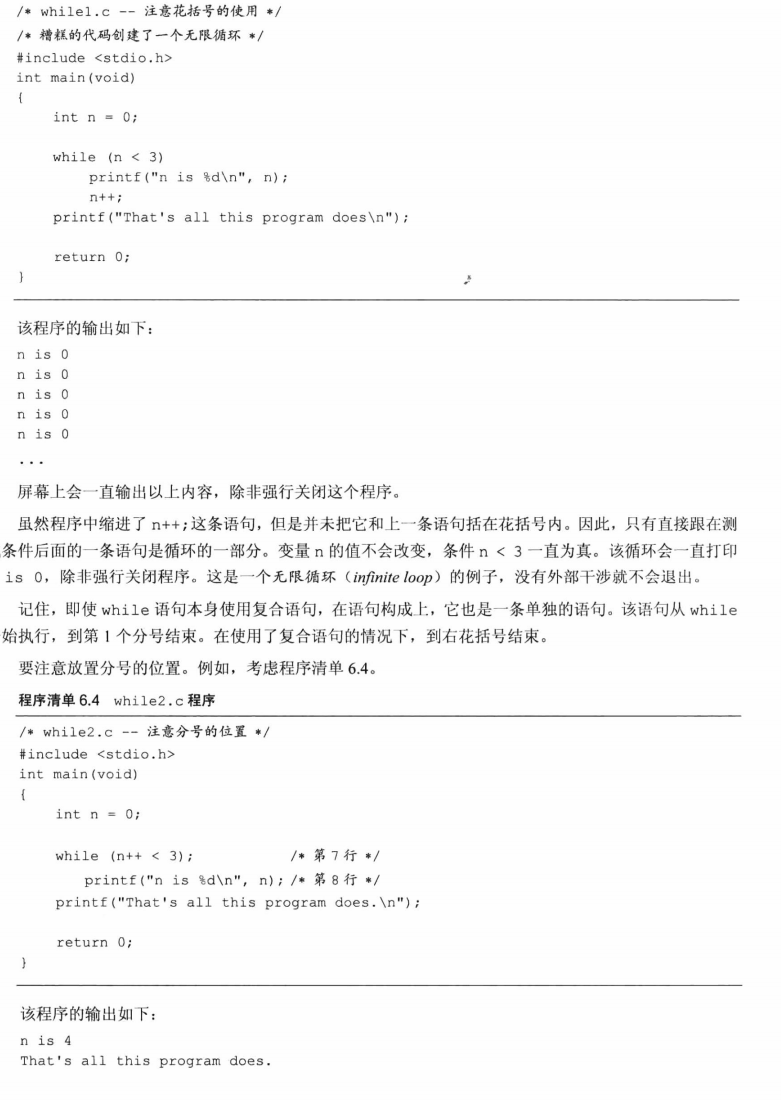 /* while1.c -- 注意花括号的使用 */
/* 糟糕的代码创建了一个无限循环 */
#include <stdio.h>
int main(void)
{
    int n = 0;

    while (n < 3)
        printf("n is %d\n", n);
        n++;
    printf("That's all this program does\n");

    return 0;
}
该程序的输出如下：
n is 0
n is 0
n is 0
n is 0
n is 0
...
屏幕上会一直输出以上内容，除非强行关闭这个程序。
虽然程序中缩进了 n++;这条语句，但是并未把它和上一条语句括在花括号内。因此，只有直接跟在测
条件后面的一条语句是循环的一部分。变量 n 的值不会改变，条件 n < 3 一直为真。该循环会一直打印
is 0，除非强行关闭程序。这是一个无限循环（infinite loop）的例子，没有外部干涉就不会退出。
记住，即使 while 语句本身使用复合语句，在语句构成上，它也是一条单独的语句。该语句从 while
始执行，到第 1 个分号结束。在使用了复合语句的情况下，到右花括号结束。
要注意放置分号的位置。例如，考虑程序清单 6.4。
程序清单 6.4 while2.c 程序
/* while2.c -- 注意分号的位置 */
#include <stdio.h>
int main(void)
{
    int n = 0;

    while (n++ < 3);          /* 第 7 行 */
        printf("n is %d\n", n); /* 第 8 行 */
    printf("That's all this program does.\n");

    return 0;
}
该程序的输出如下：
n is 4
That's all this program does.